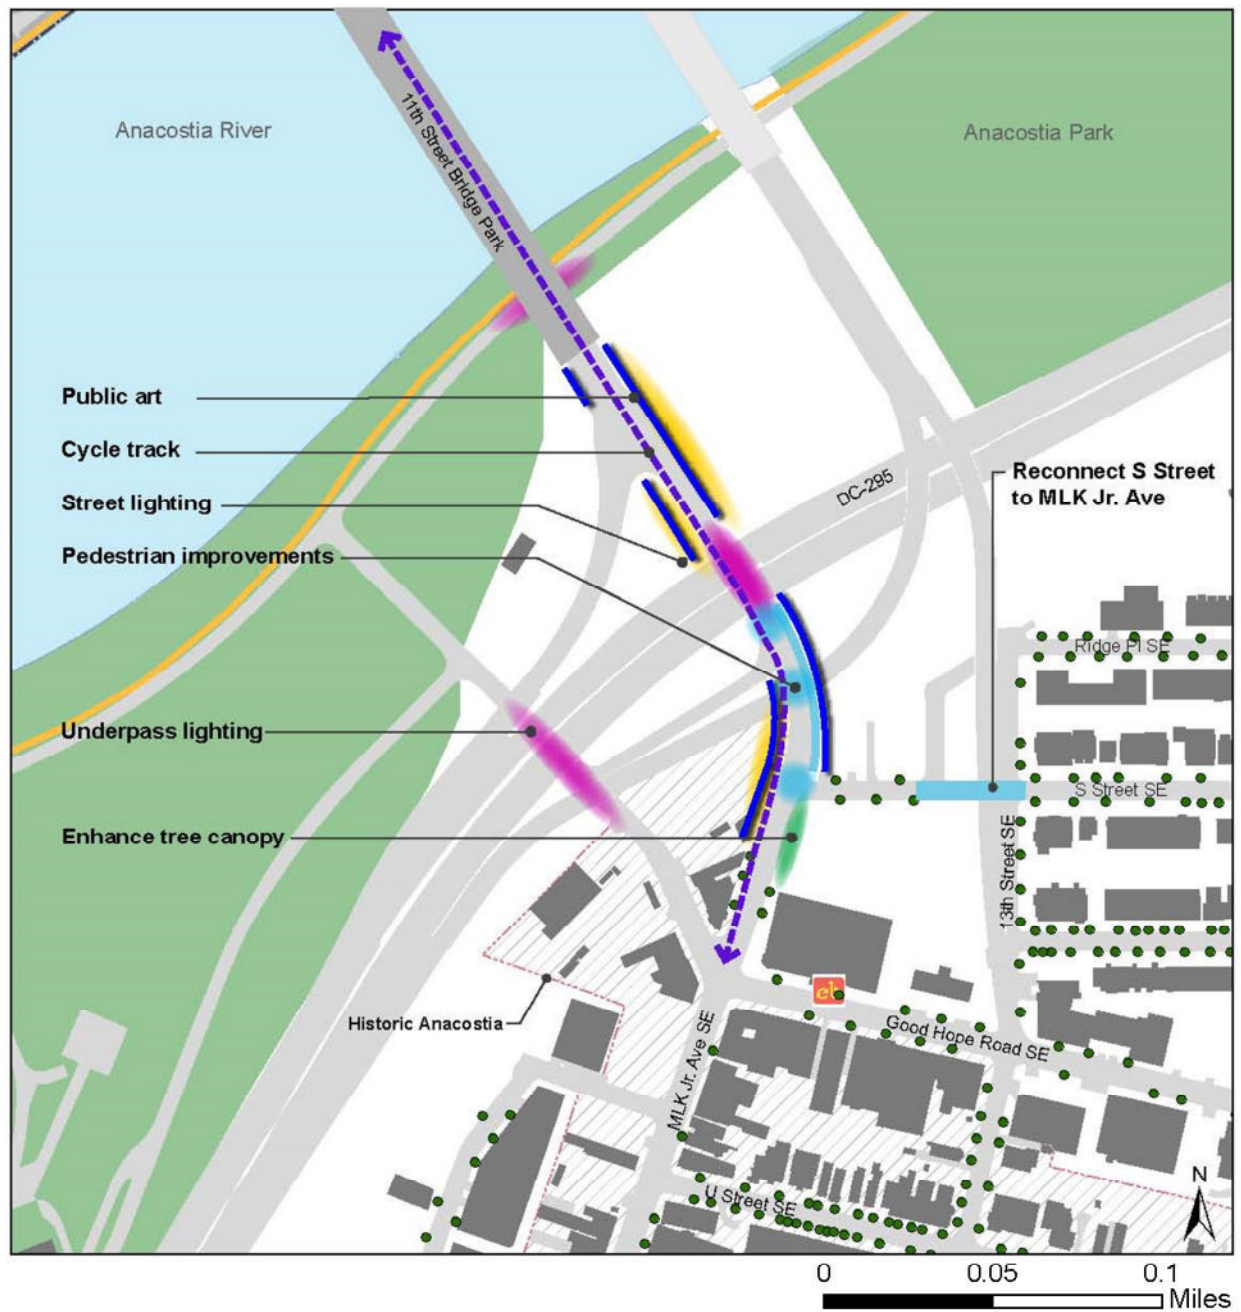 Anacostia River
Anacostia Park
11th Street Bridge Park
Public art
Cycle track
Street lighting
Pedestrian improvements
DC-295
Reconnect S Street
to MLK Jr. Ave
Ridge Pl SE
Underpass lighting
S Street SE
Enhance tree canopy
13th Street SE
Historic Anacostia
Good Hope Road SE
MLK Jr. Ave SE
U Street SE
N
0 0.05 0.1
Miles